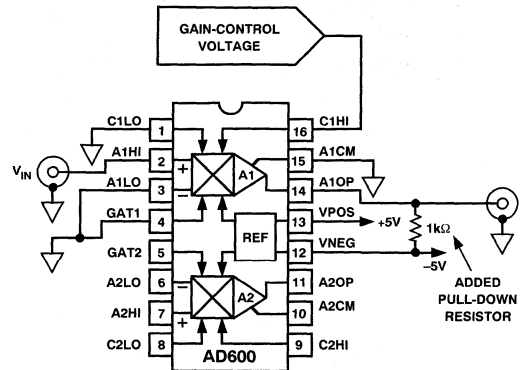 GAIN-CONTROL
VOLTAGE
C1LO
1
16
C1HI
A1HI
2
+
A1
15
A1CM
VIN
A1LO
3
–
14
A1OP
GAT1
4
13
VPOS
+5V
1kΩ
REF
GAT2
5
12
VNEG
–5V
A2LO
6
–
A2
11
A2OP
A2HI
7
+
10
A2CM
C2LO
8
9
C2HI
AD600
ADDED
PULL-DOWN
RESISTOR